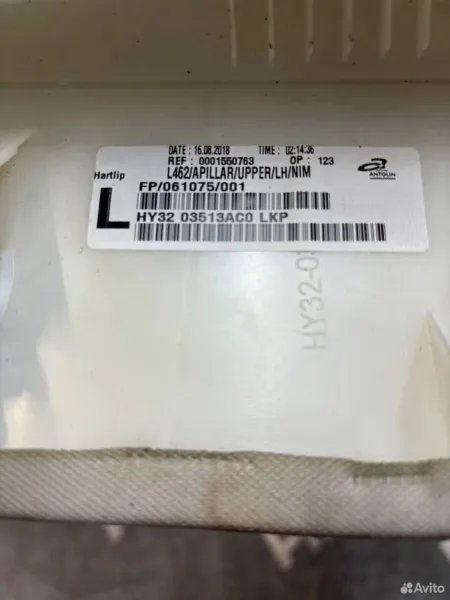 DATE : 16.08.2018 TIME : 02:14:36
REF : 0001550763 OP : 123
L462/APILLAR/UPPER/LH/NIM
Hartlip
FP/061075/001
ANTOLIN
L
HY32 03513AC0 LKP
HY32-0
Avito